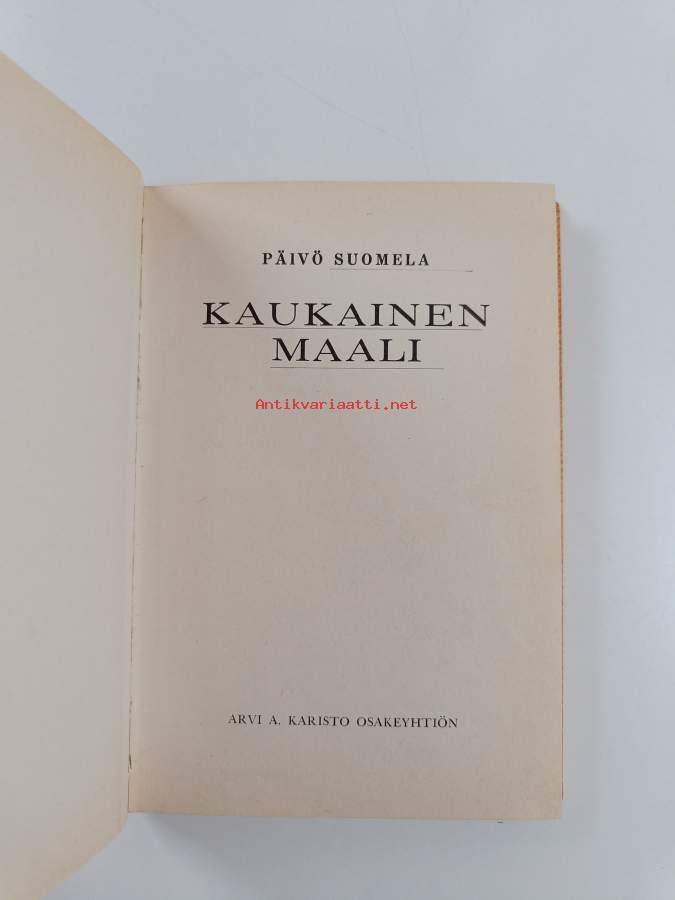 PÄIVÖ SUOMELA
KAUKAINEN
MAALI
Antikvariaatti.net
ARVI A. KARISTO OSAKEYHTIÖN